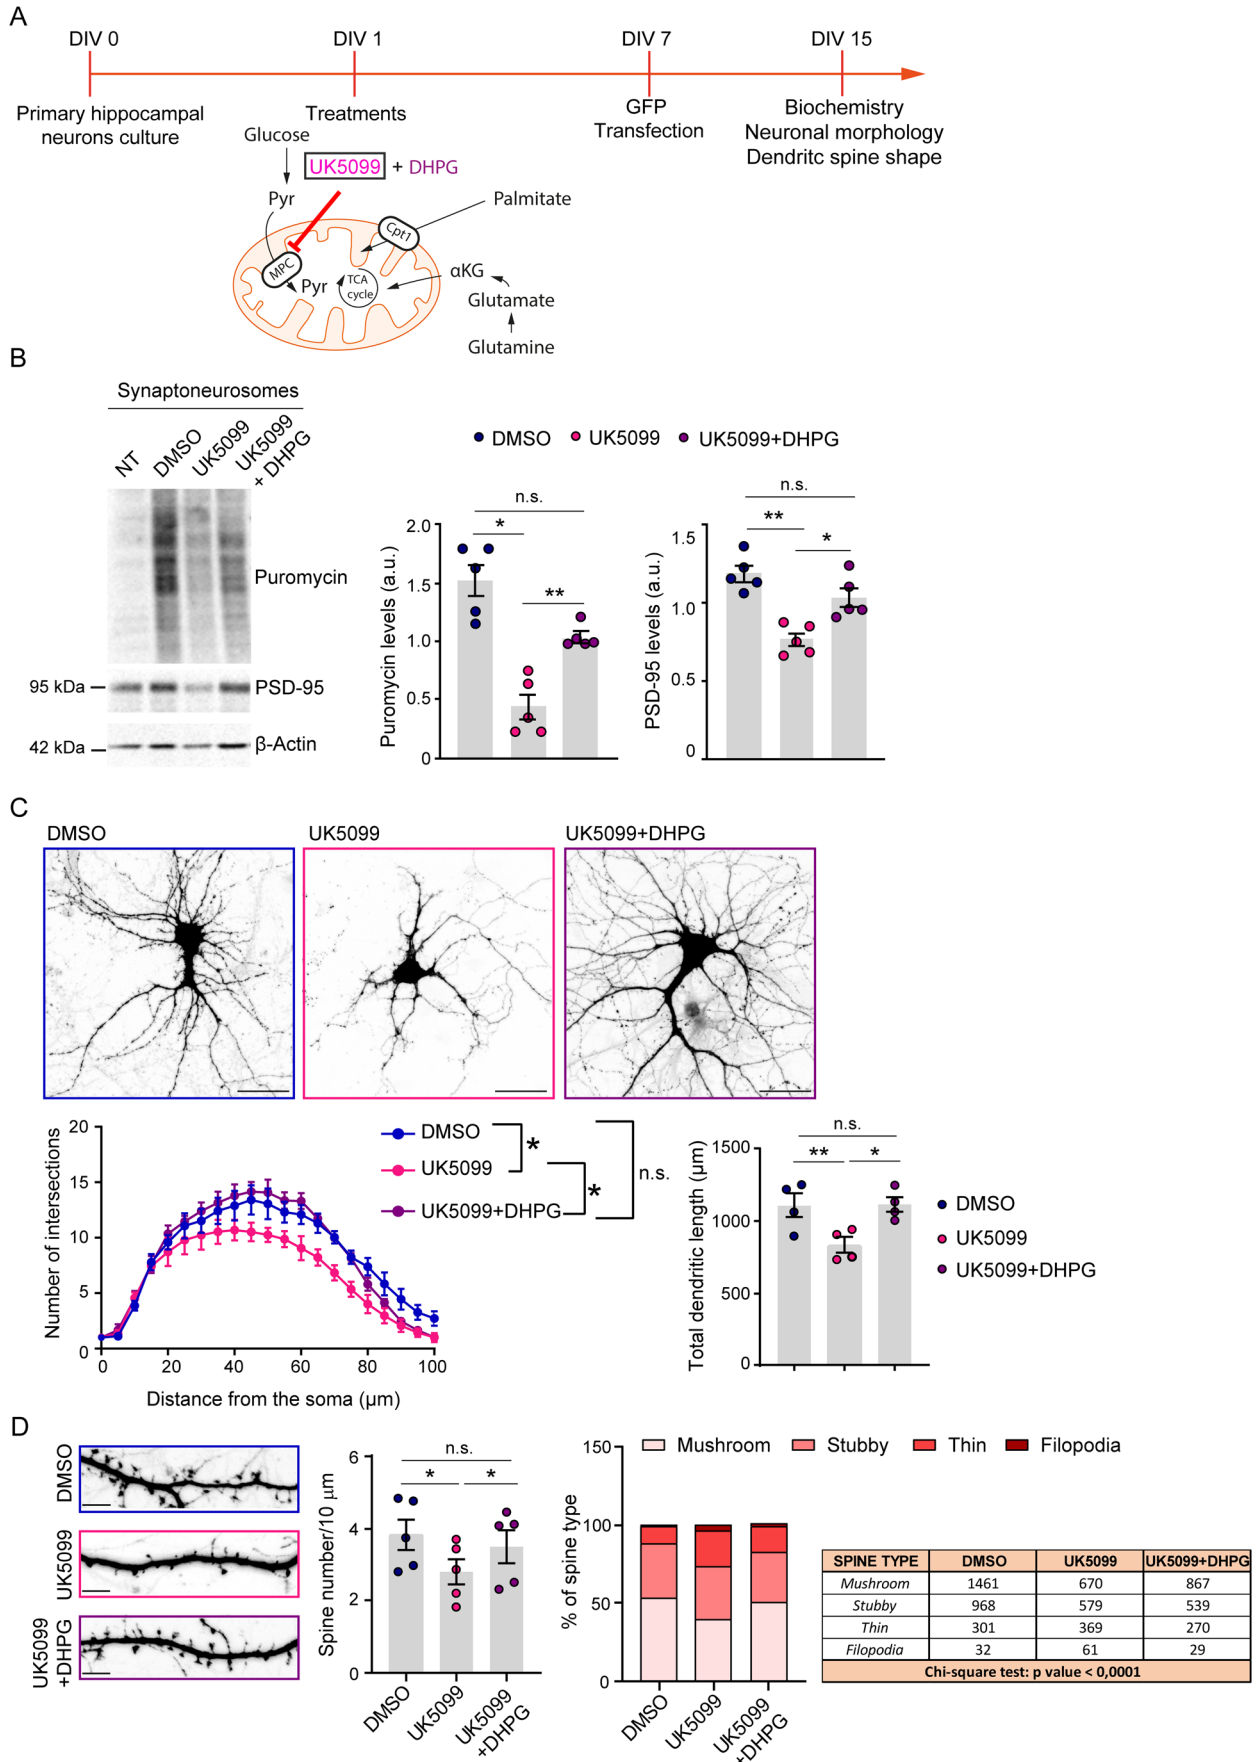 A
DIV 0
DIV 1
DIV 7
DIV 15
Primary hippocampal
neurons culture
Treatments
GFP
Transfection
Biochemistry
Neuronal morphology
Dendritc spine shape
Glucose
UK5099 + DHPG
Pyr
Palmitate
Cpt1
MPC
Pyr
TCA
cycle
αKG
Glutamate
Glutamine
B
Synaptoneurosomes
NT
DMSO
UK5099
UK5099
+ DHPG
Puromycin
95 kDa
PSD-95
42 kDa
β-Actin
DMSO
UK5099
UK5099+DHPG
Puromycin levels (a.u.)
2.0
1.5
1.0
0.5
0
n.s.
*
**
PSD-95 levels (a.u.)
1.5
1.0
0.5
0
n.s.
**
*
C
DMSO
UK5099
UK5099+DHPG
Number of intersections
20
15
10
5
0
0
20
40
60
80
100
Distance from the soma (μm)
DMSO
UK5099
UK5099+DHPG
*
*
n.s.
Total dendritic length (μm)
1500
1000
500
0
n.s.
**
*
DMSO
UK5099
UK5099+DHPG
D
DMSO
UK5099
UK5099
+DHPG
Spine number/10 μm
6
4
2
0
n.s.
*
*
DMSO
UK5099
UK5099
+DHPG
% of spine type
150
100
50
0
Mushroom
Stubby
Thin
Filopodia
DMSO
UK5099
UK5099
+DHPG
SPINE TYPE DMSO UK5099 UK5099+DHPG
Mushroom 1461 670 867
Stubby 968 579 539
Thin 301 369 270
Filopodia 32 61 29
Chi-square test: p value < 0,0001